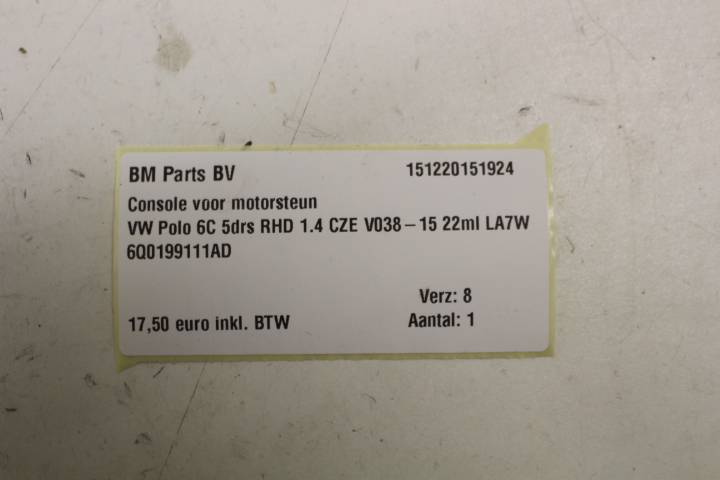 BM Parts BV 151220151924
Console voor motorsteun
VW Polo 6C 5drs RHD 1.4 CZE V038-15 22ml LA7W
6Q0199111AD
Verz: 8
17,50 euro inkl. BTW Aantal: 1